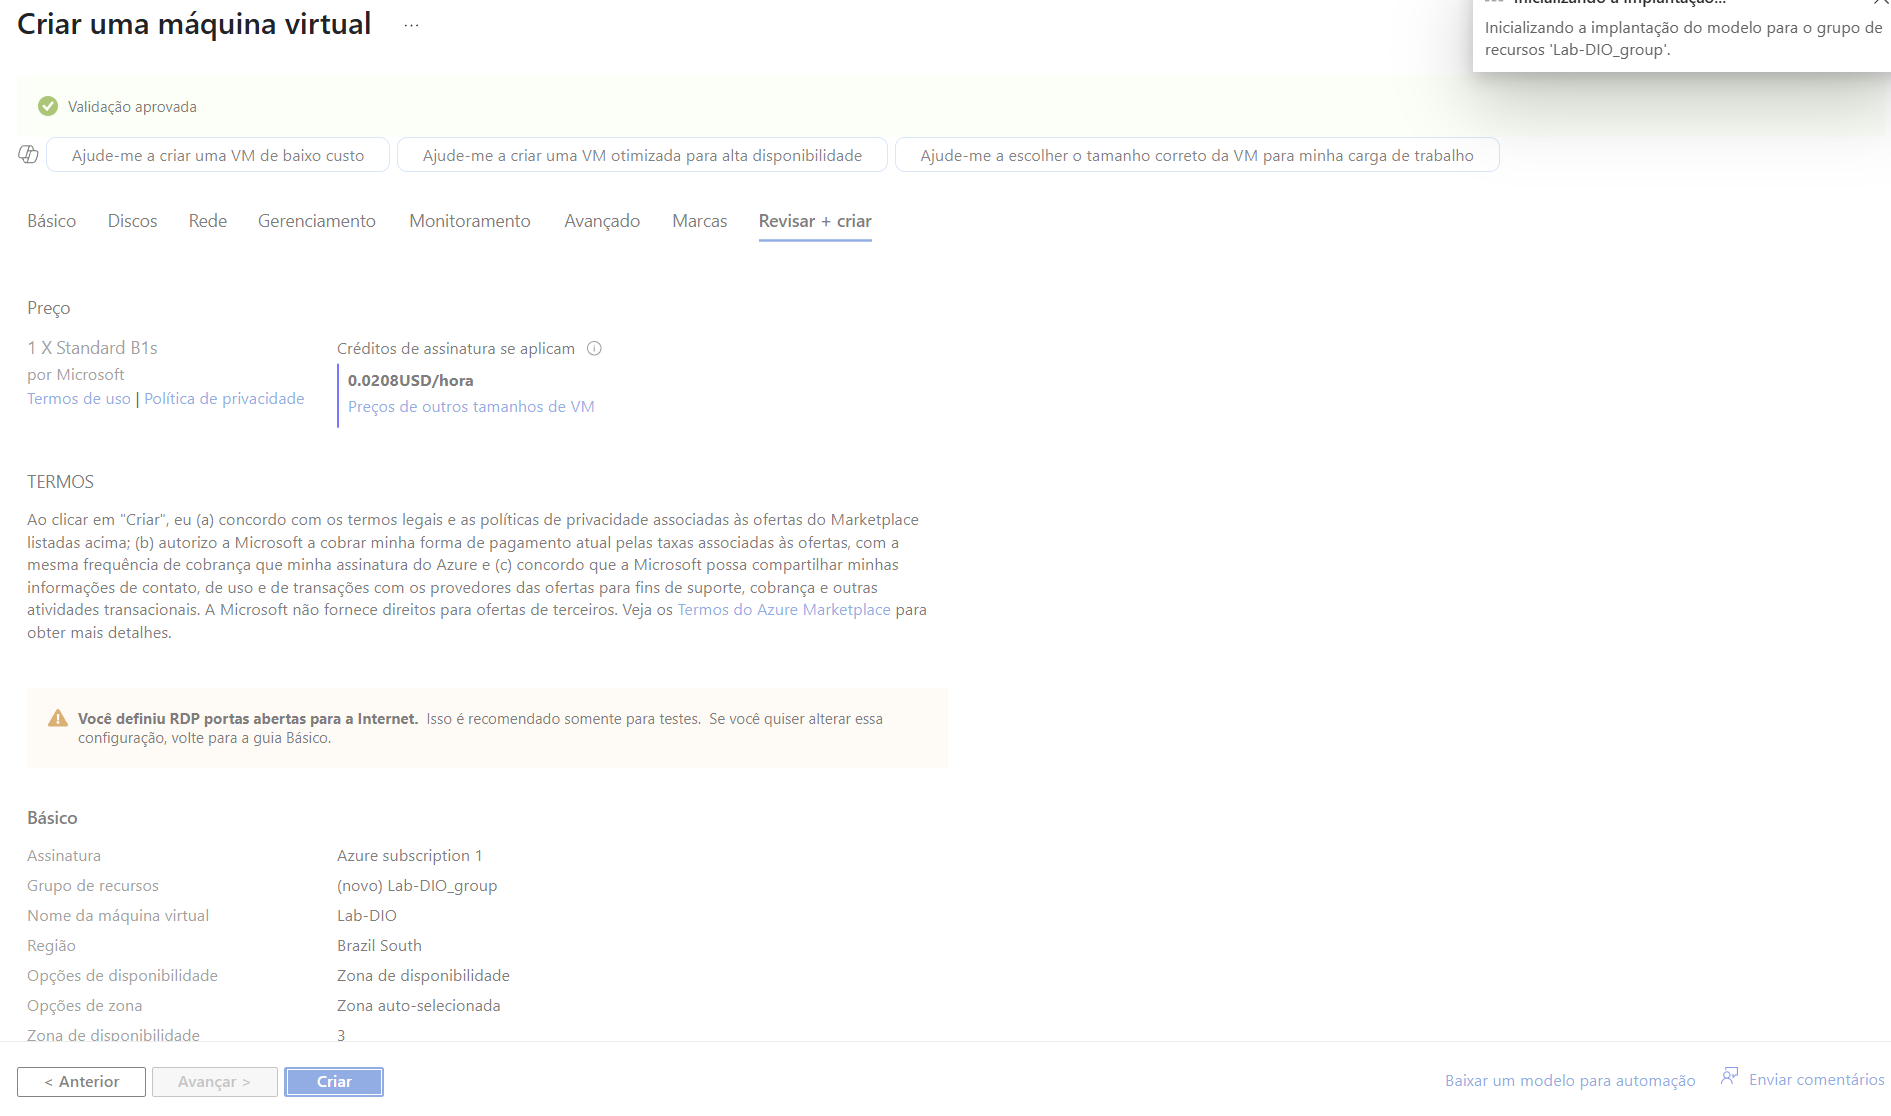 Criar uma máquina virtual ...
Inicializando a implantação...
Inicializando a implantação do modelo para o grupo de
recursos 'Lab-DIO_group'.
Validação aprovada
Ajude-me a criar uma VM de baixo custo
Ajude-me a criar uma VM otimizada para alta disponibilidade
Ajude-me a escolher o tamanho correto da VM para minha carga de trabalho
Básico Discos Rede Gerenciamento Monitoramento Avançado Marcas Revisar + criar
Preço
1 X Standard B1s
por Microsoft
Termos de uso | Política de privacidade
Créditos de assinatura se aplicam
0.0208USD/hora
Preços de outros tamanhos de VM
TERMOS
Ao clicar em "Criar", eu (a) concordo com os termos legais e as políticas de privacidade associadas às ofertas do Marketplace
listadas acima; (b) autorizo a Microsoft a cobrar minha forma de pagamento atual pelas taxas associadas às ofertas, com a
mesma frequência de cobrança que minha assinatura do Azure e (c) concordo que a Microsoft possa compartilhar minhas
informações de contato, de uso e de transações com os provedores das ofertas para fins de suporte, cobrança e outras
atividades transacionais. A Microsoft não fornece direitos para ofertas de terceiros. Veja os Termos do Azure Marketplace para
obter mais detalhes.
Você definiu RDP portas abertas para a Internet. Isso é recomendado somente para testes. Se você quiser alterar essa
configuração, volte para a guia Básico.
Básico
Assinatura Azure subscription 1
Grupo de recursos (novo) Lab-DIO_group
Nome da máquina virtual Lab-DIO
Região Brazil South
Opções de disponibilidade Zona de disponibilidade
Opções de zona Zona auto-selecionada
Zona de disponibilidade 3
< Anterior Avançar > Criar
Baixar um modelo para automação Enviar comentários